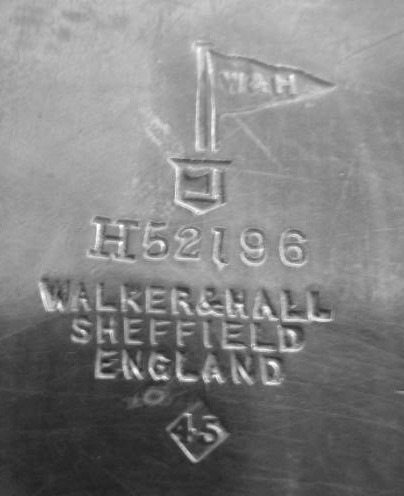 W&H
H52196
WALKER&HALL
SHEFFIELD
ENGLAND
45